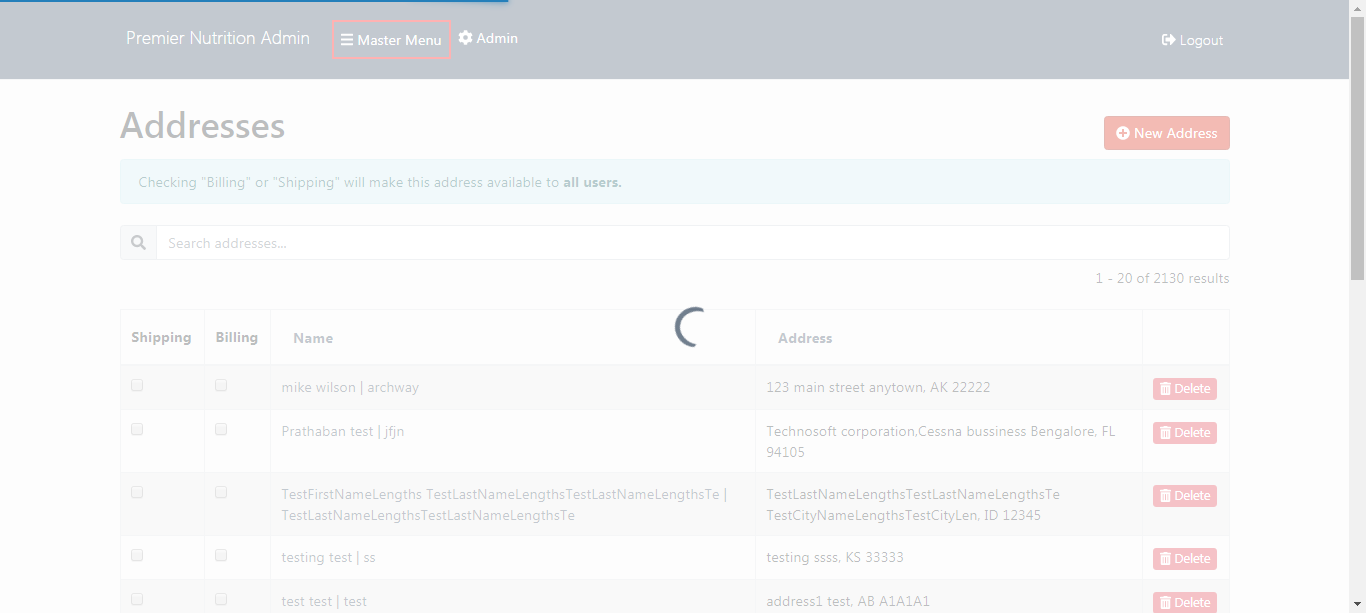 Premier Nutrition Admin Master Menu Admin Logout
Addresses
New Address
Checking "Billing" or "Shipping" will make this address available to all users.
Search addresses...
1 - 20 of 2130 results
Shipping Billing Name Address
mike wilson | archway 123 main street anytown, AK 22222 Delete
Prathaban test | jfjn Technosoft corporation,Cessna bussiness Bengalore, FL Delete
94105
TestFirstNameLengths TestLastNameLengthsTestLastNameLengthsTe | TestLastNameLengthsTestLastNameLengthsTe Delete
TestLastNameLengthsTestLastNameLengthsTe TestCityNameLengthsTestCityLen, ID 12345
testing test | ss testing ssss, KS 33333 Delete
test test | test address1 test, AB A1A1A1 Delete